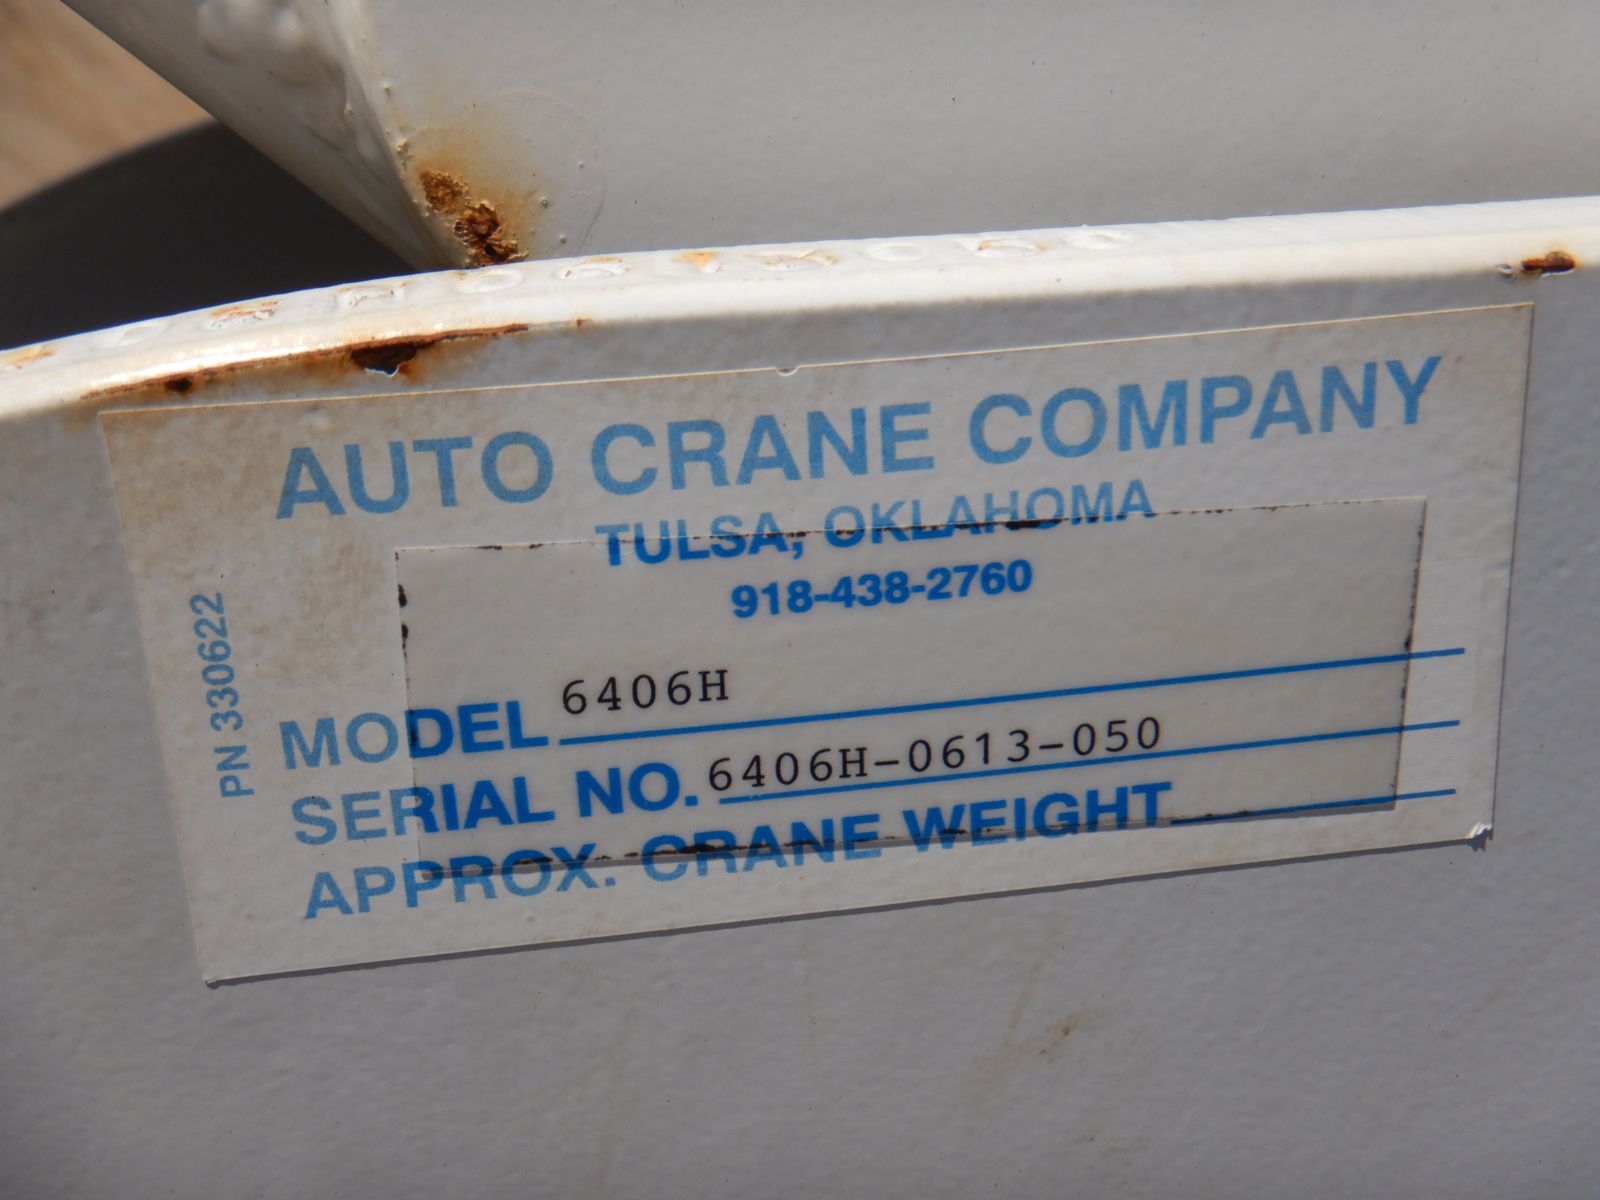 AUTO CRANE COMPANY
TULSA, OKLAHOMA
918-438-2760
PN 330622
MODEL 6406H
SERIAL NO. 6406H-0613-050
APPROX. CRANE WEIGHT